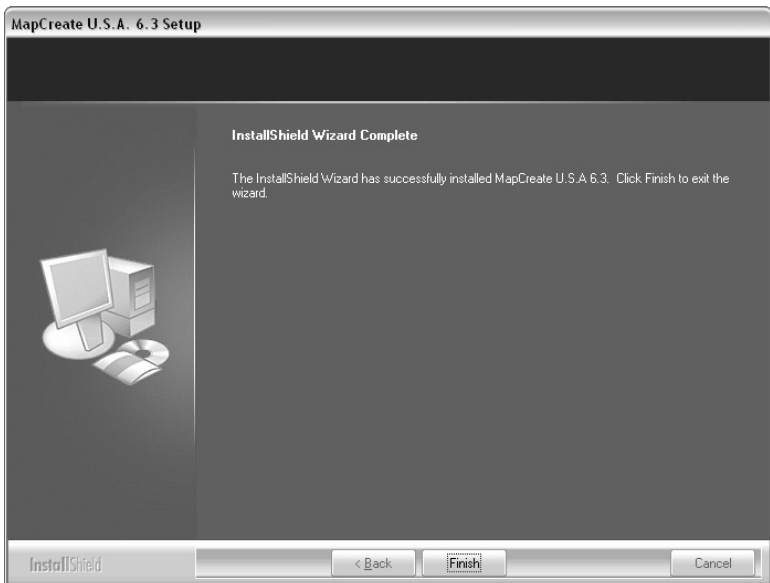 MapCreate U.S.A. 6.3 Setup
InstallShield Wizard Complete
The InstallShield Wizard has successfully installed MapCreate U.S.A 6.3. Click Finish to exit the
wizard.
InstallShield
< Back
Finish
Cancel